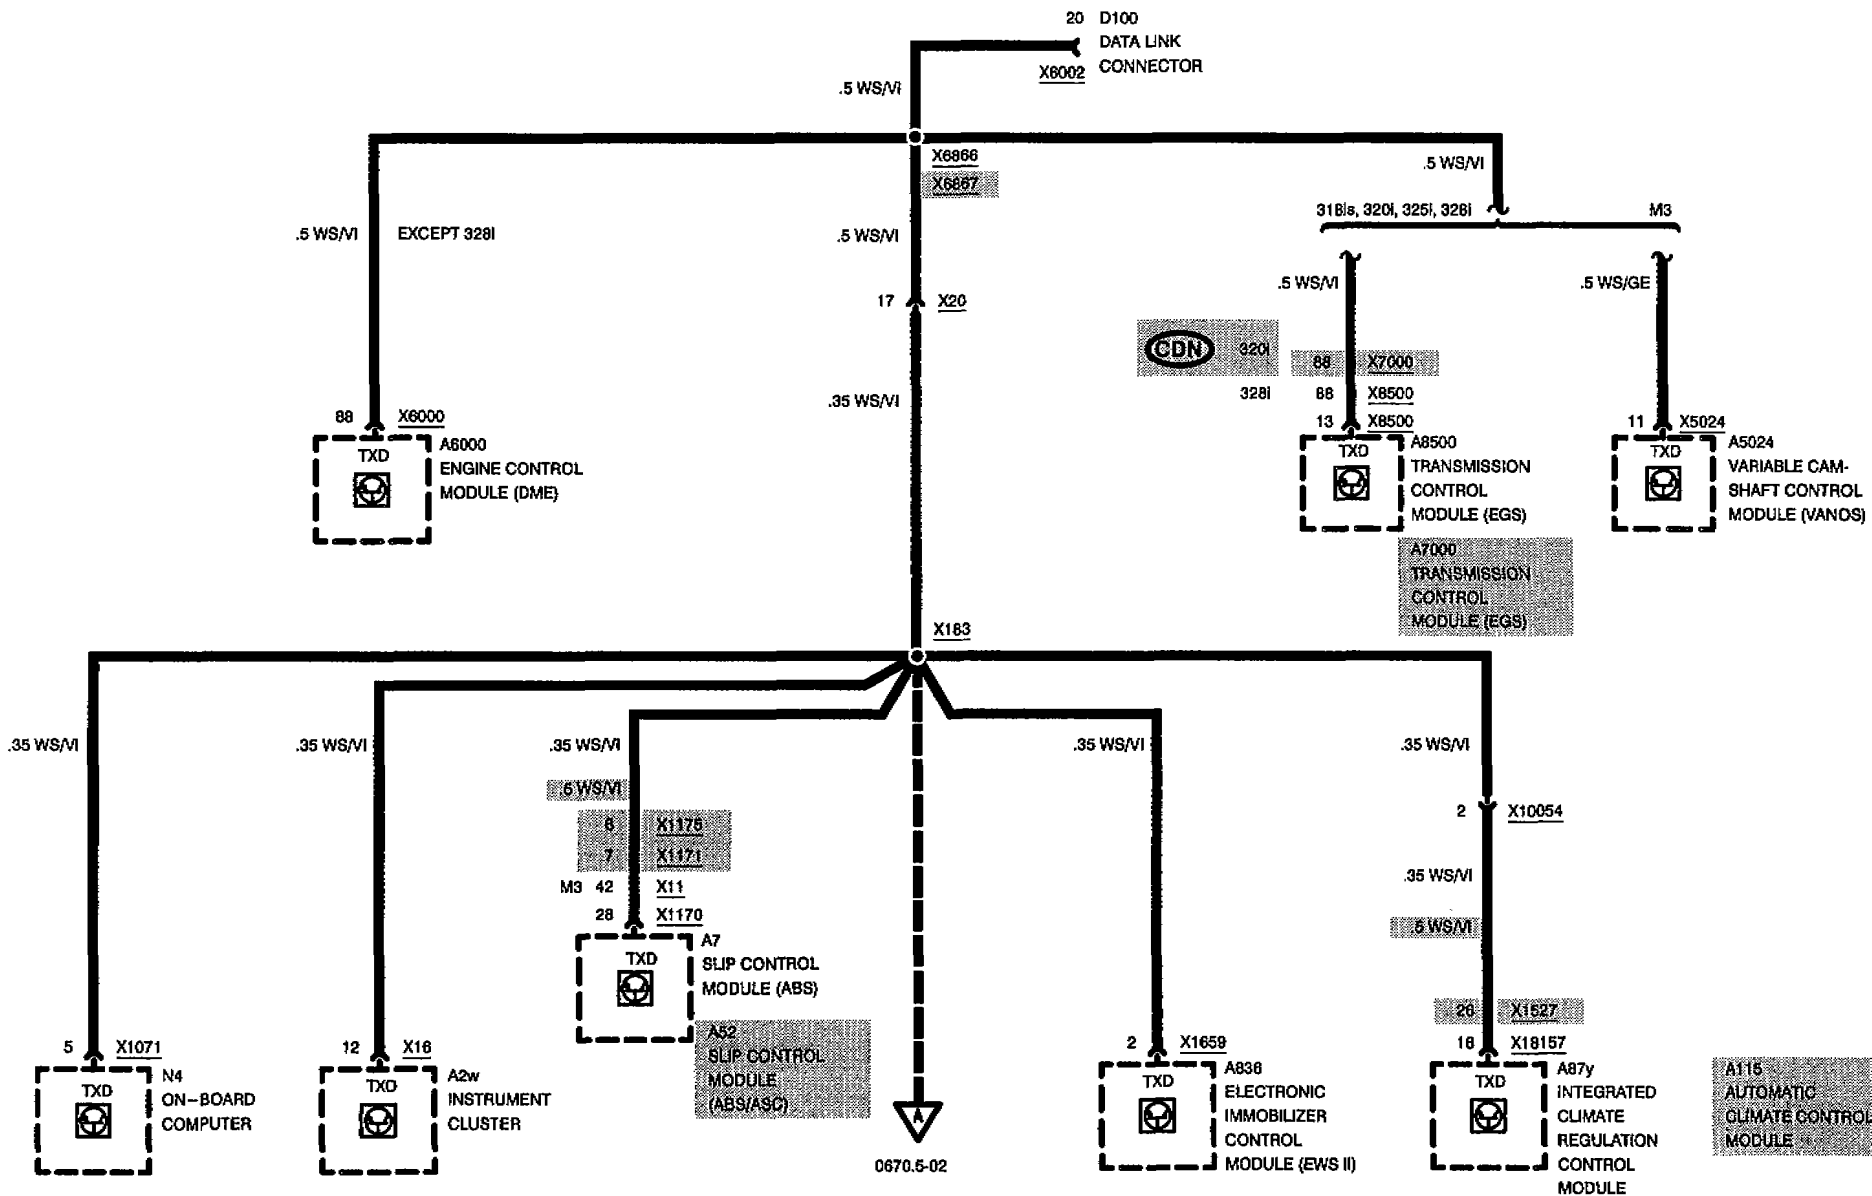 20 D100
DATA LINK
CONNECTOR
X6002
.5 WS/VI
X6866
X6867
.5 WS/VI
318is, 320i, 325i, 328i
M3
.5 WS/VI
EXCEPT 328I
.5 WS/VI
.5 WS/VI
.5 WS/GE
17 X20
CDN 320i
88 X7000
.35 WS/VI
328i 88 X8500
88 X6000
13 X8500
11 X5024
TXD
A6000
ENGINE CONTROL
MODULE (DME)
TXD
A8500
TRANSMISSION
CONTROL
MODULE (EGS)
TXD
A5024
VARIABLE CAM-
SHAFT CONTROL
MODULE (VANOS)
A7000
TRANSMISSION
CONTROL
MODULE (EGS)
X183
.35 WS/VI
.35 WS/VI
.35 WS/VI
.35 WS/VI
.35 WS/VI
.5 WS/VI
2 X10054
6 X1175
7 X1171
M3 42 X11
28 X1170
.35 WS/VI
.5 WS/VI
TXD
A7
SLIP CONTROL
MODULE (ABS)
A52
SLIP CONTROL
MODULE
(ABS/ASC)
26 X1527
5 X1071
12 X16
2 X1659
18 X18157
TXD
N4
ON-BOARD
COMPUTER
TXD
A2w
INSTRUMENT
CLUSTER
A
0670.5-02
TXD
A836
ELECTRONIC
IMMOBILIZER
CONTROL
MODULE (EWS II)
TXD
A87y
INTEGRATED
CLIMATE
REGULATION
CONTROL
MODULE
A115
AUTOMATIC
CLIMATE CONTROL
MODULE